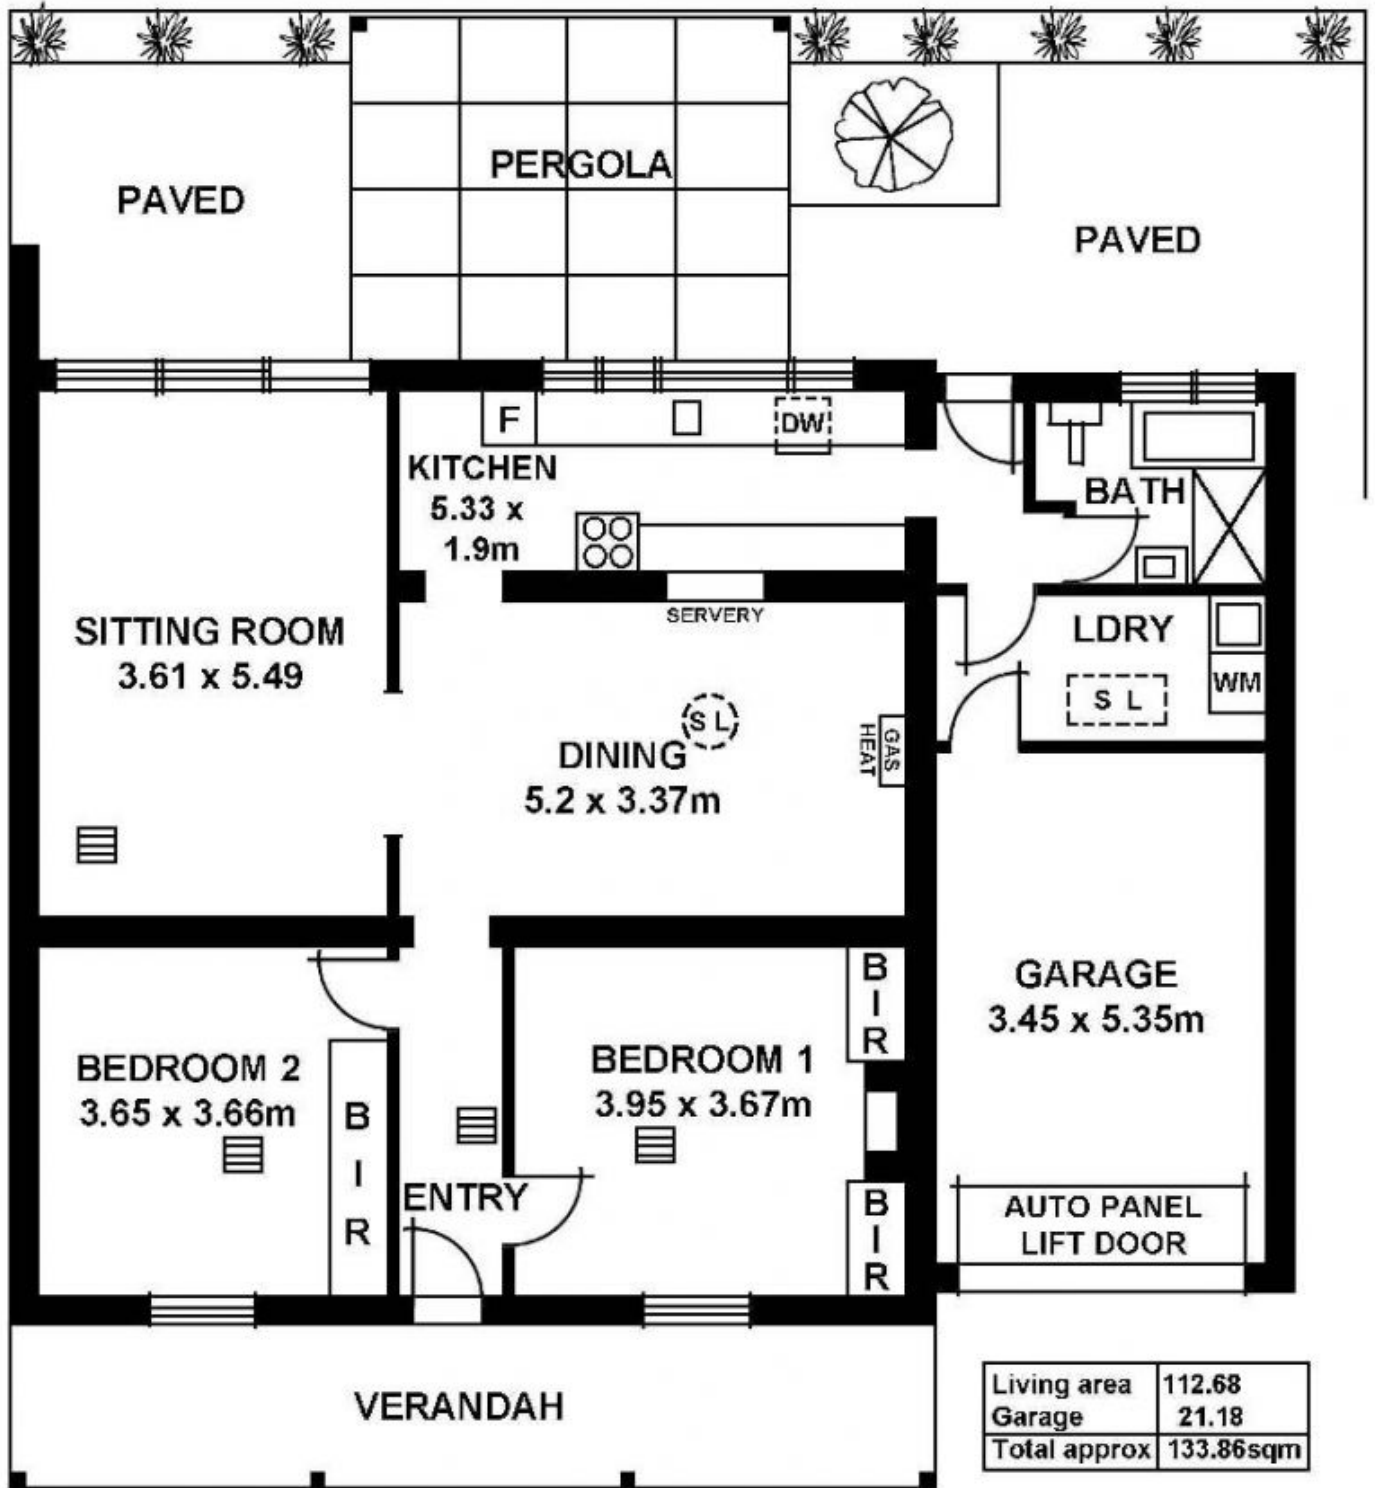 PERGOLA
PAVED
PAVED
F
DW
KITCHEN
5.33 x
1.9m
BATH
SERVERY
SITTING ROOM
3.61 x 5.49
LDRY
S L
WM
S L
DINING
5.2 x 3.37m
GAS
HEAT
GARAGE
3.45 x 5.35m
BEDROOM 2
3.65 x 3.66m
B
I
R
BEDROOM 1
3.95 x 3.67m
B
I
R
B
I
R
ENTRY
AUTO PANEL
LIFT DOOR
VERANDAH
Living area 112.68
Garage 21.18
Total approx 133.86sqm